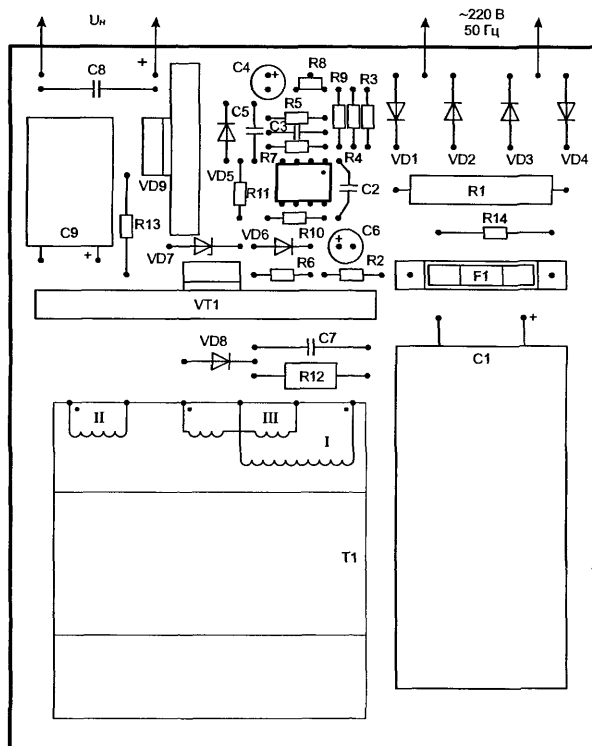 Uн
~220 В
50 Гц
+
C8
C4
+
R8
R9
R3
R5
C3
C5
R7
R4
VD1
VD2
VD3
VD4
VD9
VD5
R11
C2
R1
R13
C9
+
VD7
VD6
R10
C6
+
R14
R6
R2
F1
VT1
VD8
C7
R12
+
C1
II
III
I
T1